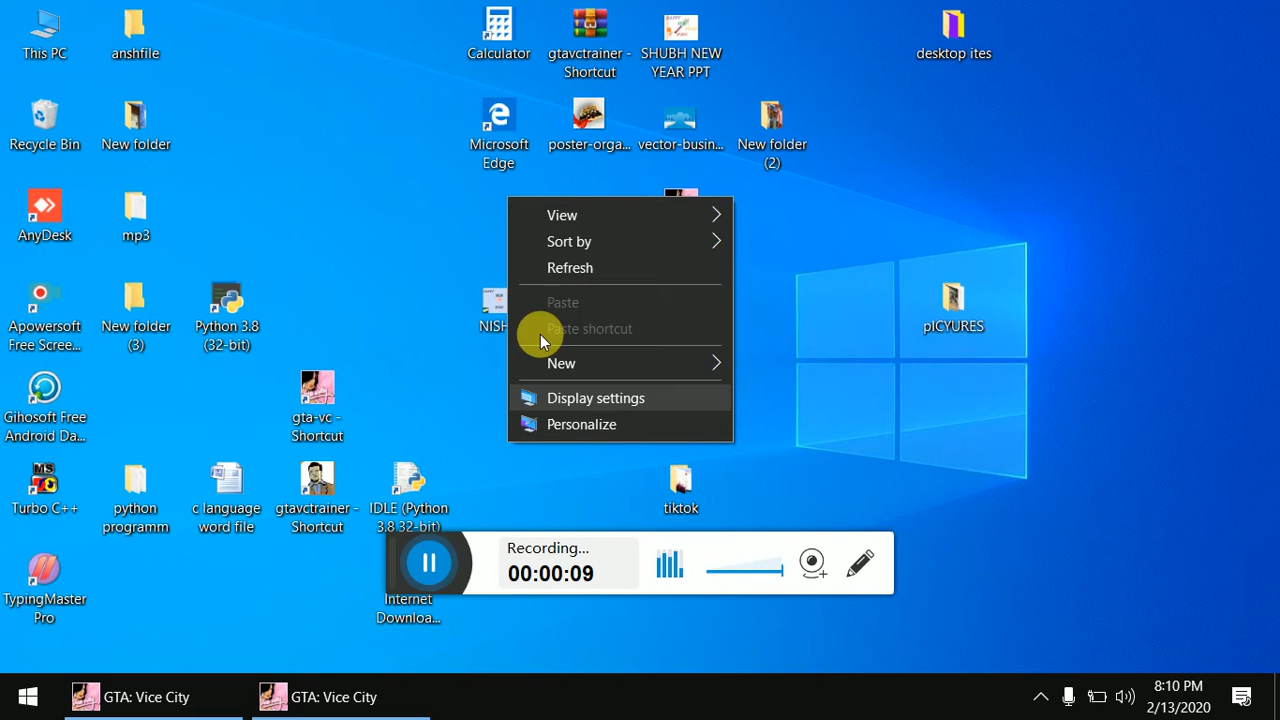 This PC
anshfile
Calculator
gtavctrainer -
Shortcut
SHUBH NEW
YEAR PPT
desktop ites
Recycle Bin
New folder
Microsoft
Edge
poster-orga...
vector-busin...
New folder
(2)
AnyDesk
mp3
View
Sort by
Refresh
Paste
Paste shortcut
New
Display settings
Personalize
Apowersoft
Free Scree...
New folder
(3)
Python 3.8
(32-bit)
NISH
pICYURES
Gihosoft Free
Android Da...
gta-vc -
Shortcut
Turbo C++
python
programm
c language
word file
gtavctrainer -
Shortcut
IDLE (Python
3.8 32-bit)
tiktok
Recording...
00:00:09
TypingMaster
Pro
Internet
Downloa...
GTA: Vice City
GTA: Vice City
8:10 PM
2/13/2020